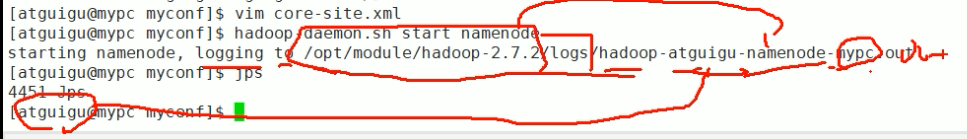 [atguigu@mypc myconf]$ vim core-site.xml
[atguigu@mypc myconf]$ hadoop-daemon.sh start namenode
starting namenode, logging to /opt/module/hadoop-2.7.2/logs/hadoop-atguigu-namenode-mypc.out
[atguigu@mypc myconf]$ jps
4451 Jps
[atguigu@mypc myconf]$